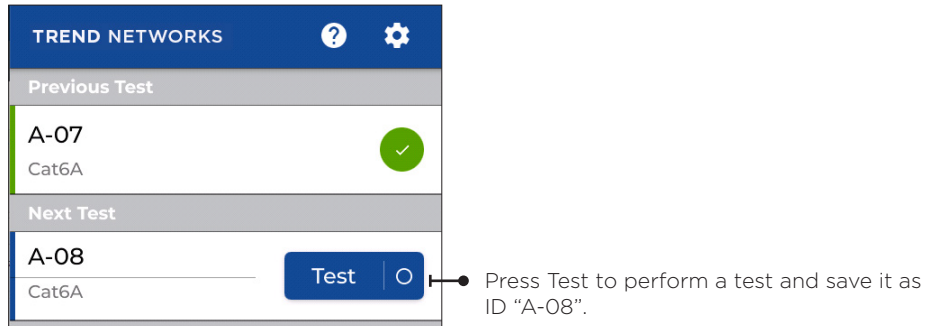 TREND NETWORKS ?
Previous Test
A-07
Cat6A
Next Test
A-08
Test
Cat6A
Press Test to perform a test and save it as
ID “A-08”.